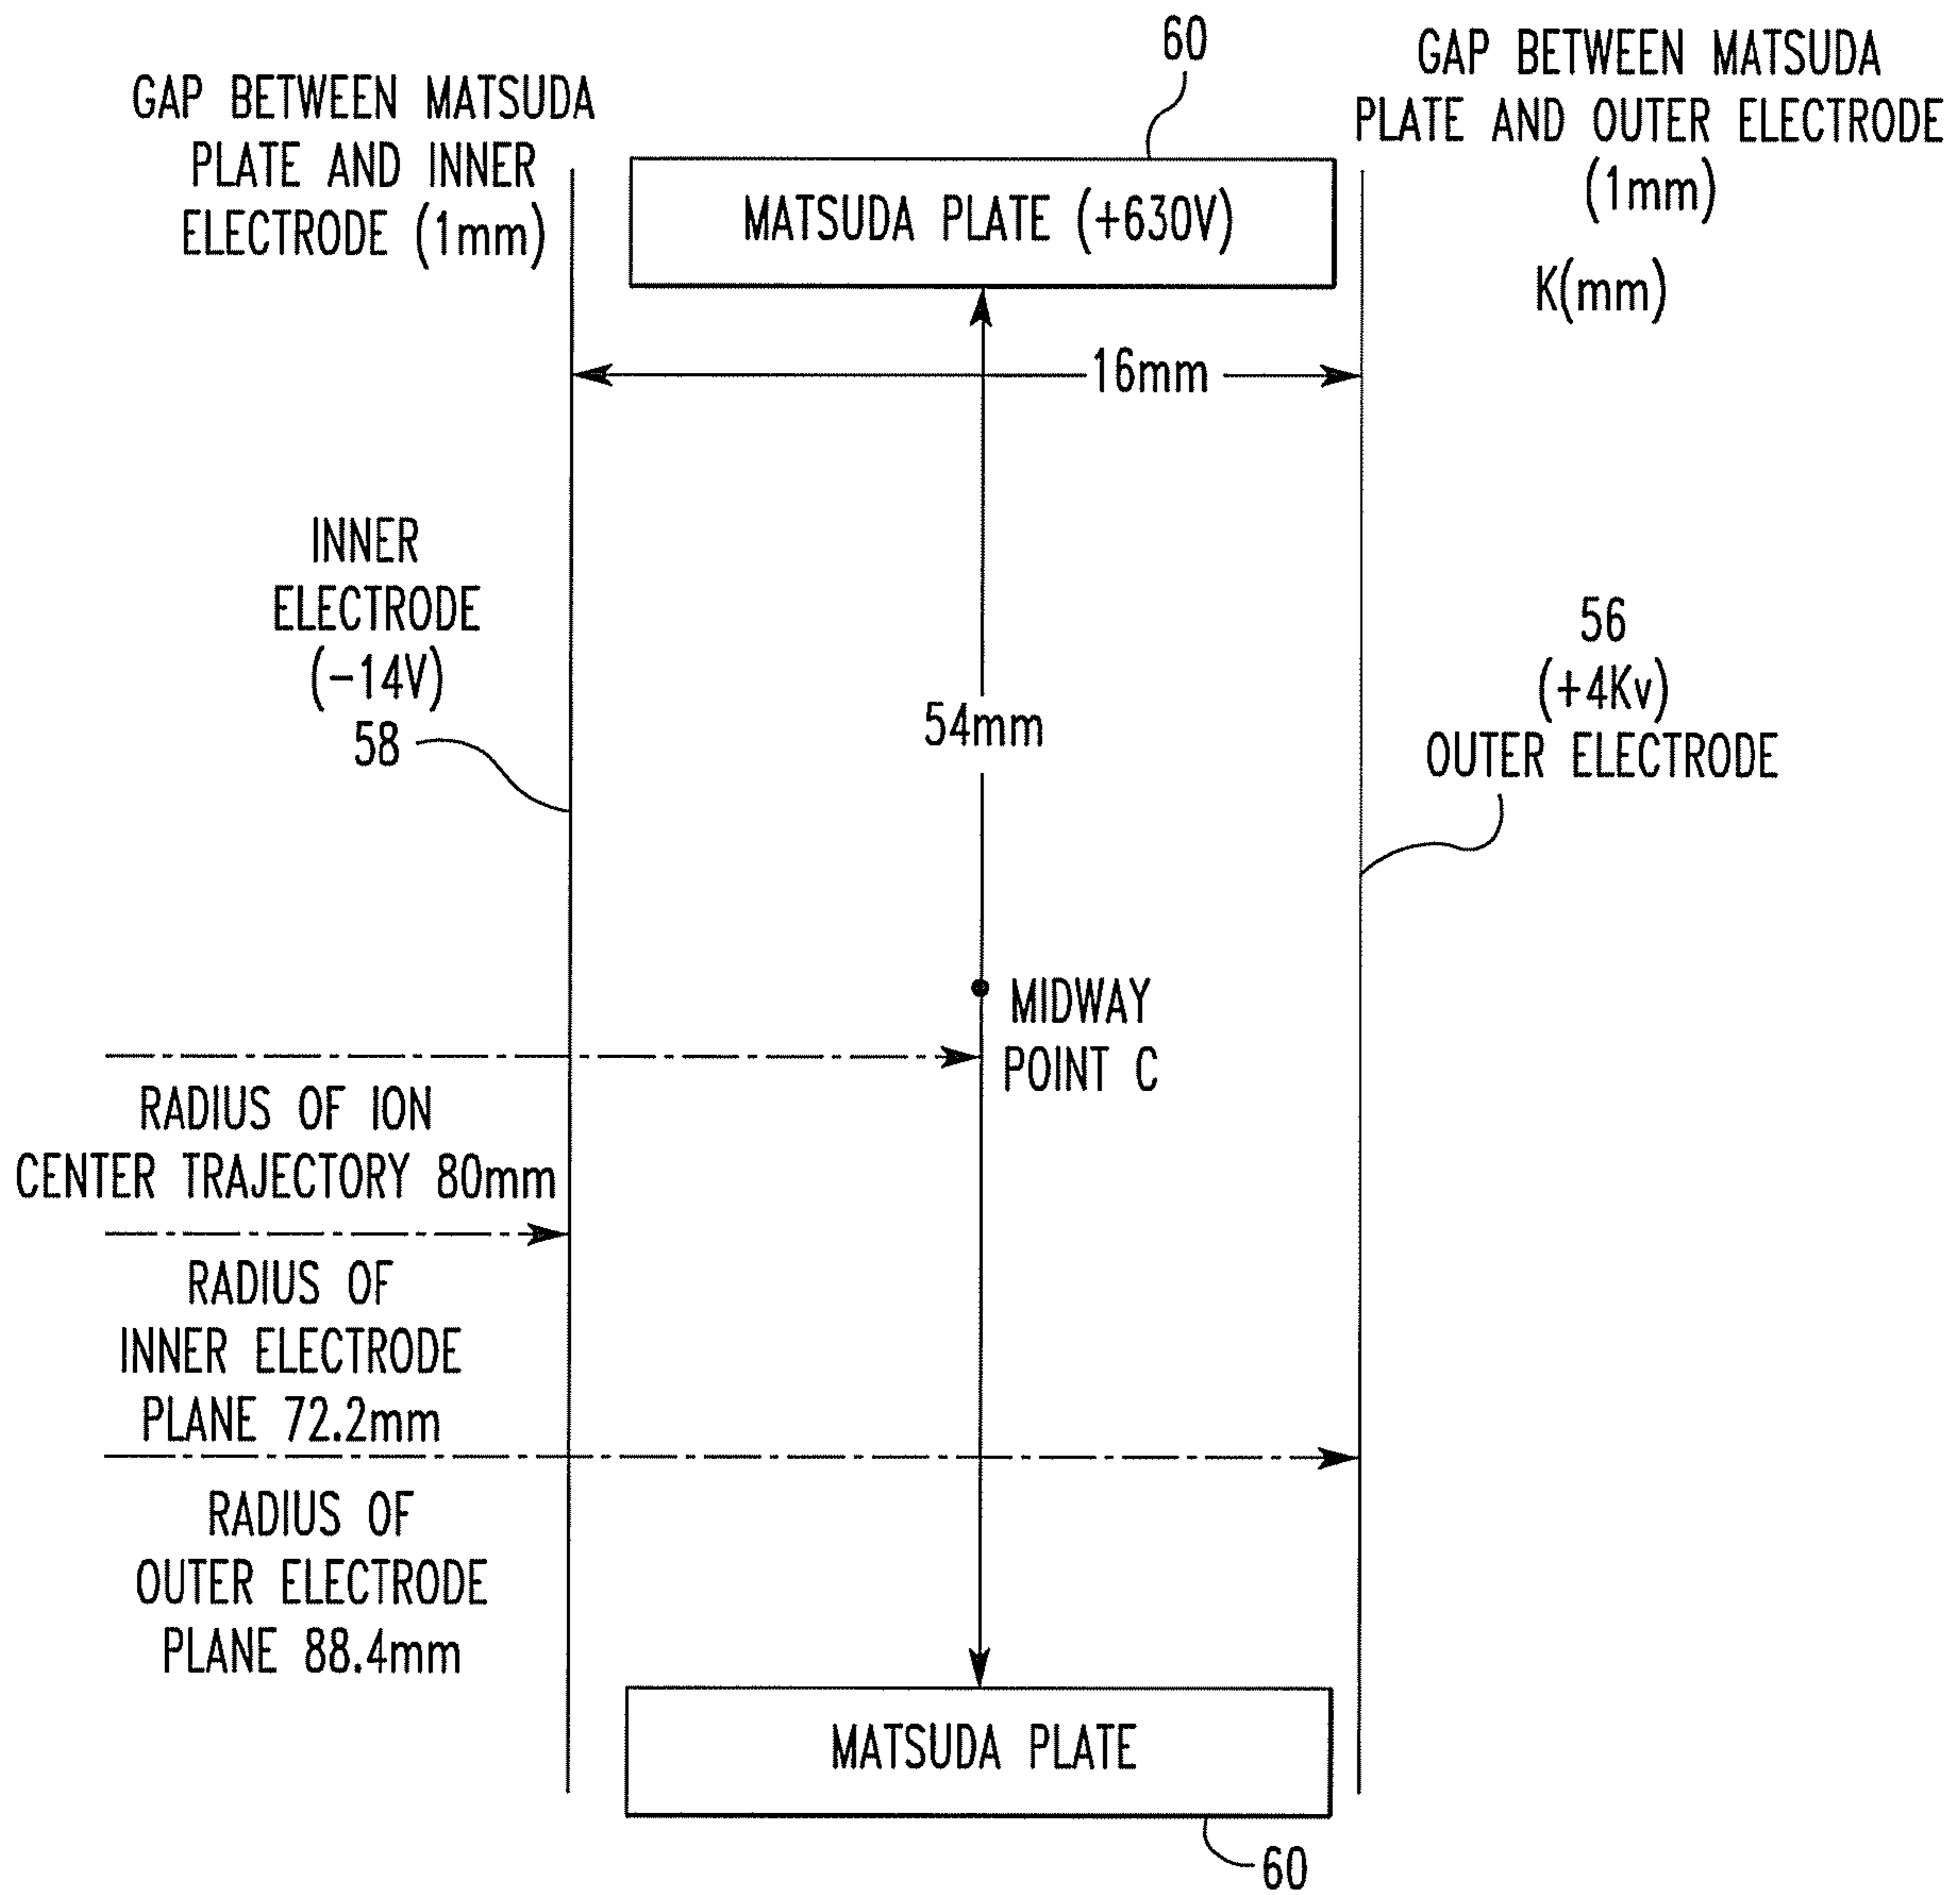 60
GAP BETWEEN MATSUDA
PLATE AND INNER
ELECTRODE (1mm)
GAP BETWEEN MATSUDA
PLATE AND OUTER ELECTRODE
(1mm)
K(mm)
MATSUDA PLATE (+630V)
16mm
INNER
ELECTRODE
(-14V)
58
54mm
56
(+4Kv)
OUTER ELECTRODE
MIDWAY
POINT C
RADIUS OF ION
CENTER TRAJECTORY 80mm
RADIUS OF
INNER ELECTRODE
PLANE 72.2mm
RADIUS OF
OUTER ELECTRODE
PLANE 88.4mm
MATSUDA PLATE
60